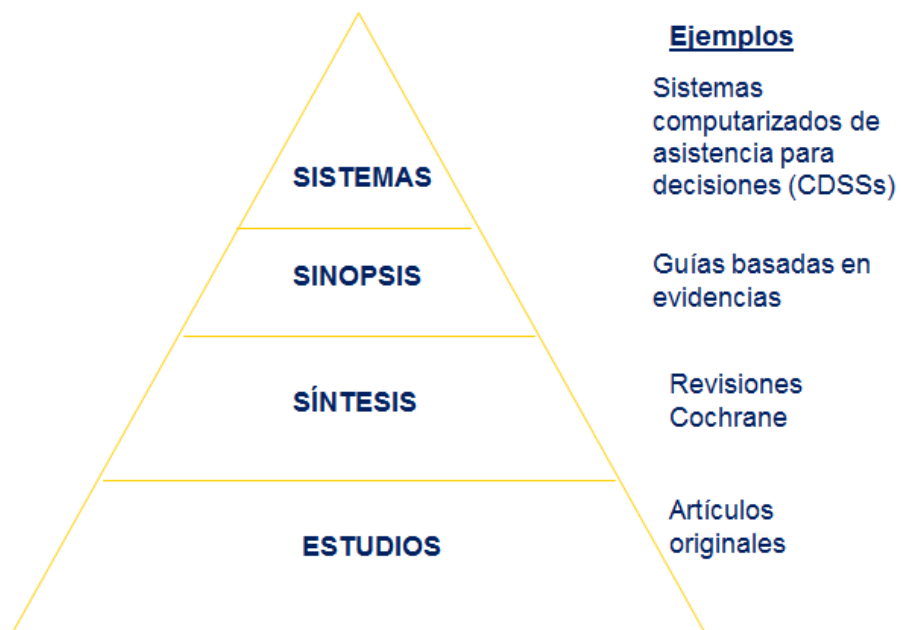 Ejemplos
SISTEMAS
Sistemas
computarizados de
asistencia para
decisiones (CDSSs)
SINOPSIS
Guías basadas en
evidencias
SÍNTESIS
Revisiones
Cochrane
ESTUDIOS
Artículos
originales